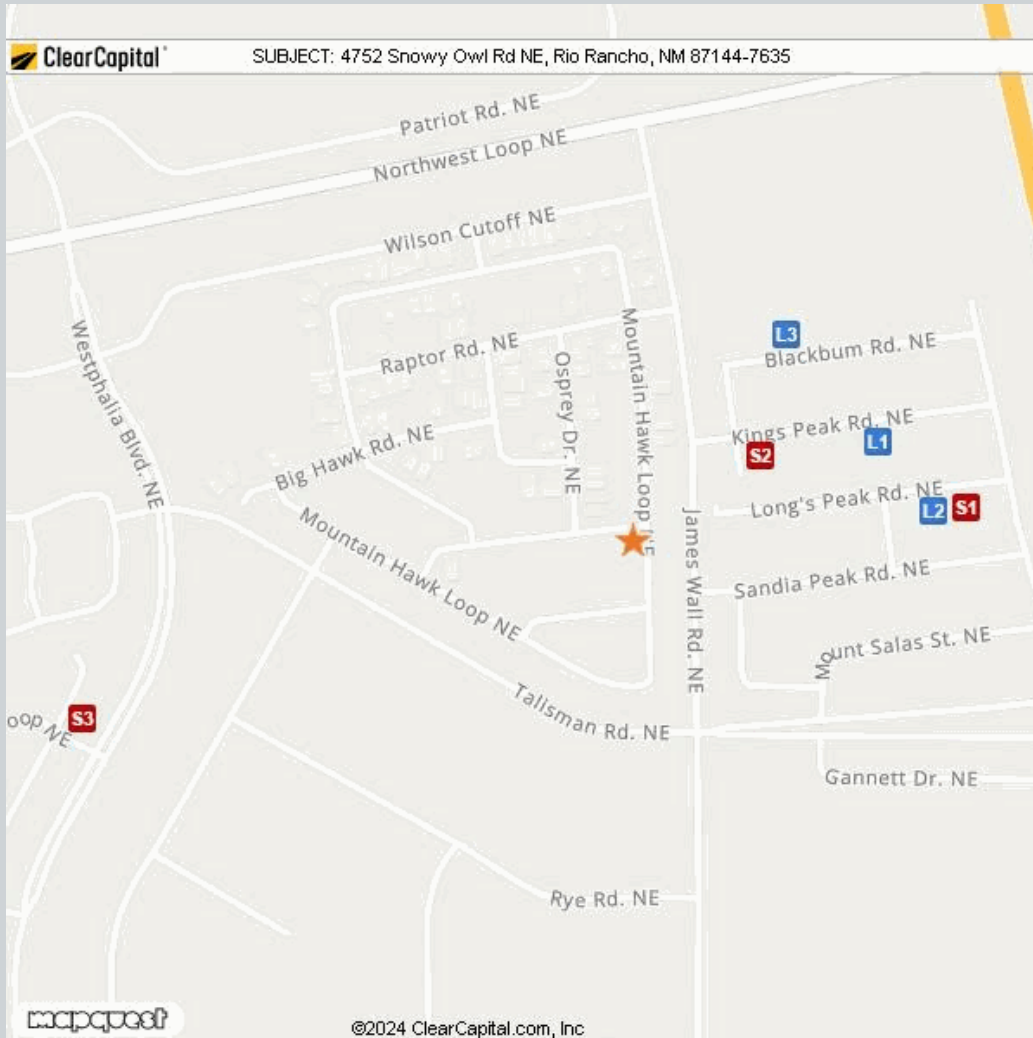 ClearCapital
SUBJECT: 4752 Snowy Owl Rd NE, Rio Rancho, NM 87144-7635
Patriot Rd. NE
Northwest Loop NE
Wilson Cutoff NE
Westphalia Blvd. NE
Raptor Rd. NE
Osprey Dr. NE
Mountain Hawk Loop NE
L3
Blackbum Rd. NE
Kings Peak Rd. NE
L1
S2
Big Hawk Rd. NE
Long's Peak Rd. NE
L2
S1
Mountain Hawk Loop NE
James Wall Rd. NE
Sandia Peak Rd. NE
Mount Salas St. NE
oop NE
S3
Talisman Rd. NE
Gannett Dr. NE
Rye Rd. NE
mapquest
©2024 ClearCapital.com, Inc